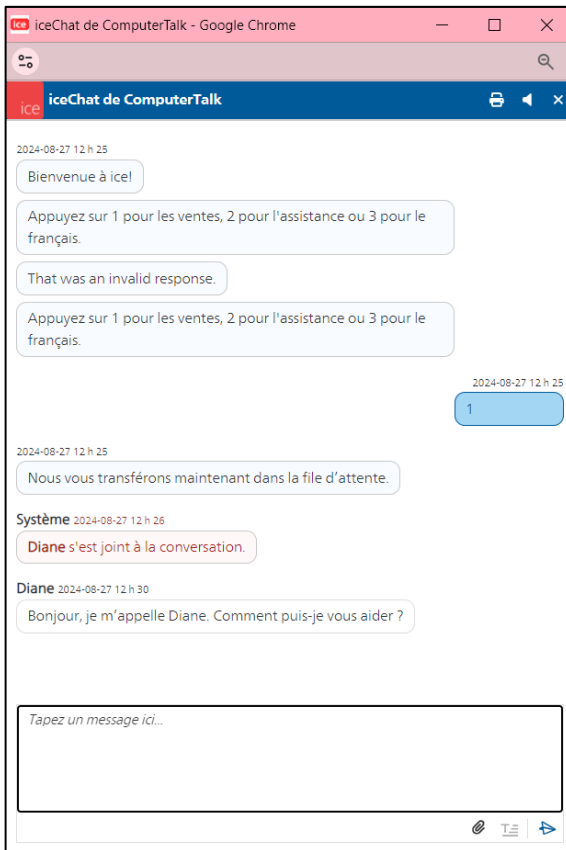 ice iceChat de ComputerTalk - Google Chrome
ice iceChat de ComputerTalk
2024-08-27 12 h 25
Bienvenue à ice!
Appuyez sur 1 pour les ventes, 2 pour l'assistance ou 3 pour le
français.
That was an invalid response.
Appuyez sur 1 pour les ventes, 2 pour l'assistance ou 3 pour le
français.
2024-08-27 12 h 25
1
2024-08-27 12 h 25
Nous vous transférons maintenant dans la file d’attente.
Système 2024-08-27 12 h 26
Diane s'est joint à la conversation.
Diane 2024-08-27 12 h 30
Bonjour, je m’appelle Diane. Comment puis-je vous aider ?
Tapez un message ici...